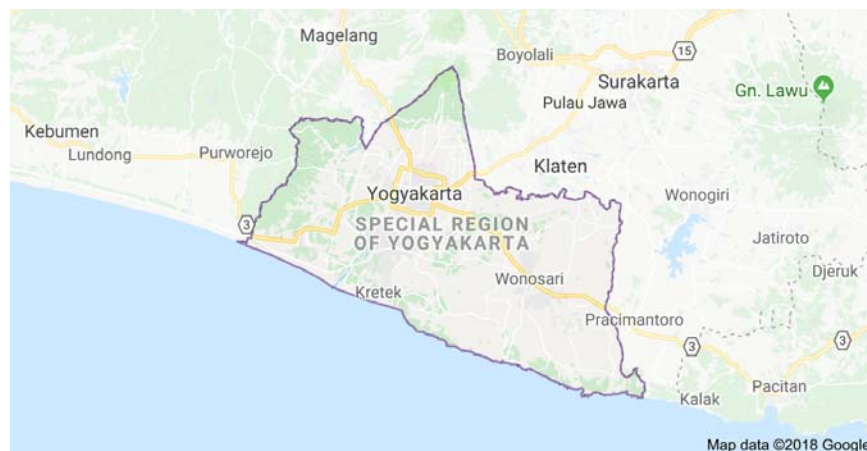 Magelang
Boyolali
15
Surakarta
Gn. Lawu
Pulau Jawa
Kebumen
Lundong
Purworejo
Klaten
Yogyakarta
Wonogiri
3
SPECIAL REGION
OF YOGYAKARTA
Jatiroto
Djeruk
Wonosari
Kretek
Pracimantoro
3
3
Pacitan
Kalak
Map data ©2018 Google